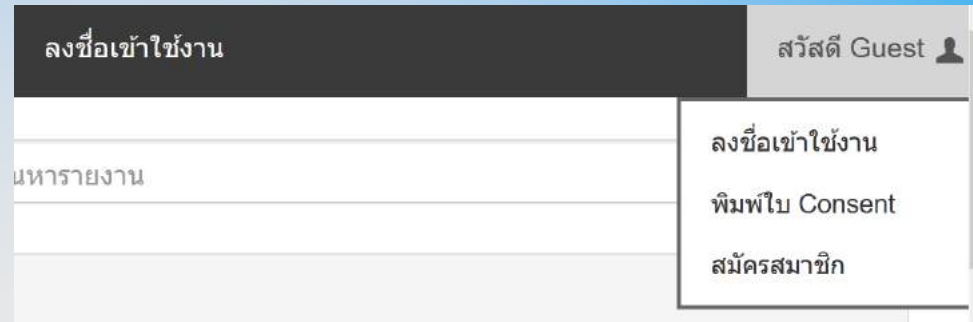 ลงชื่อเข้าใช้งาน
สวัสดี Guest
ลงชื่อเข้าใช้งาน
นหารายงาน
พิมพ์ใบ Consent
สมัครสมาชิก